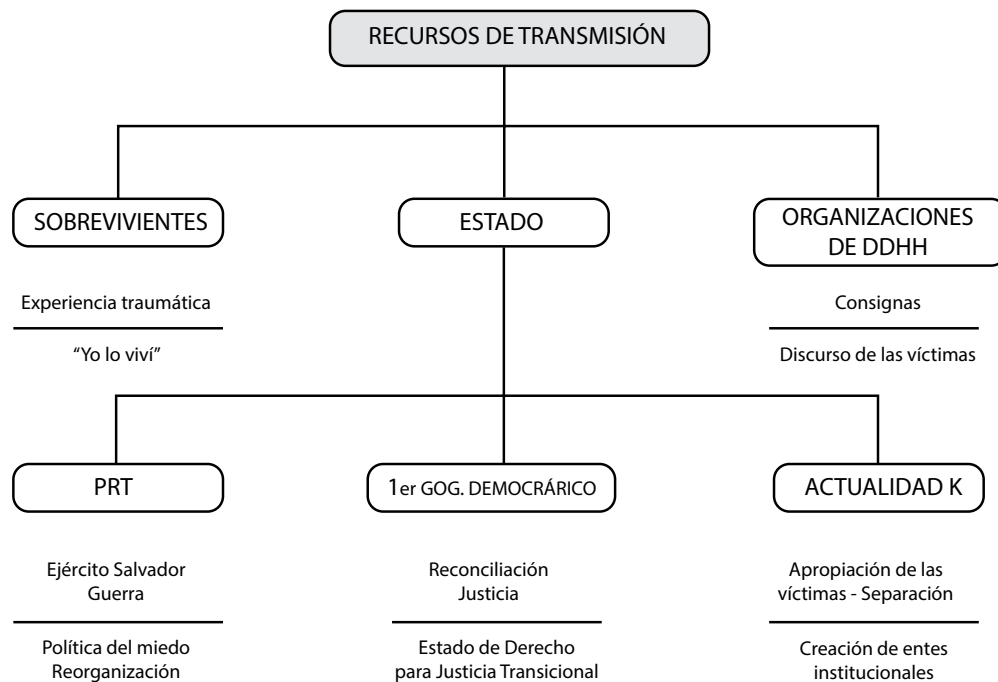 RECURSOS DE TRANSMISIÓN
SOBREVIVIENTES
ESTADO
ORGANIZACIONES
DE DDHH
Experiencia traumática
"Yo lo viví"
Consignas
Discurso de las víctimas
PRT
1er GOG. DEMOCRÁRICO
ACTUALIDAD K
Ejército Salvador
Guerra
Política del miedo
Reorganización
Reconciliación
Justicia
Estado de Derecho
para Justicia Transicional
Apropiación de las
víctimas - Separación
Creación de entes
institucionales